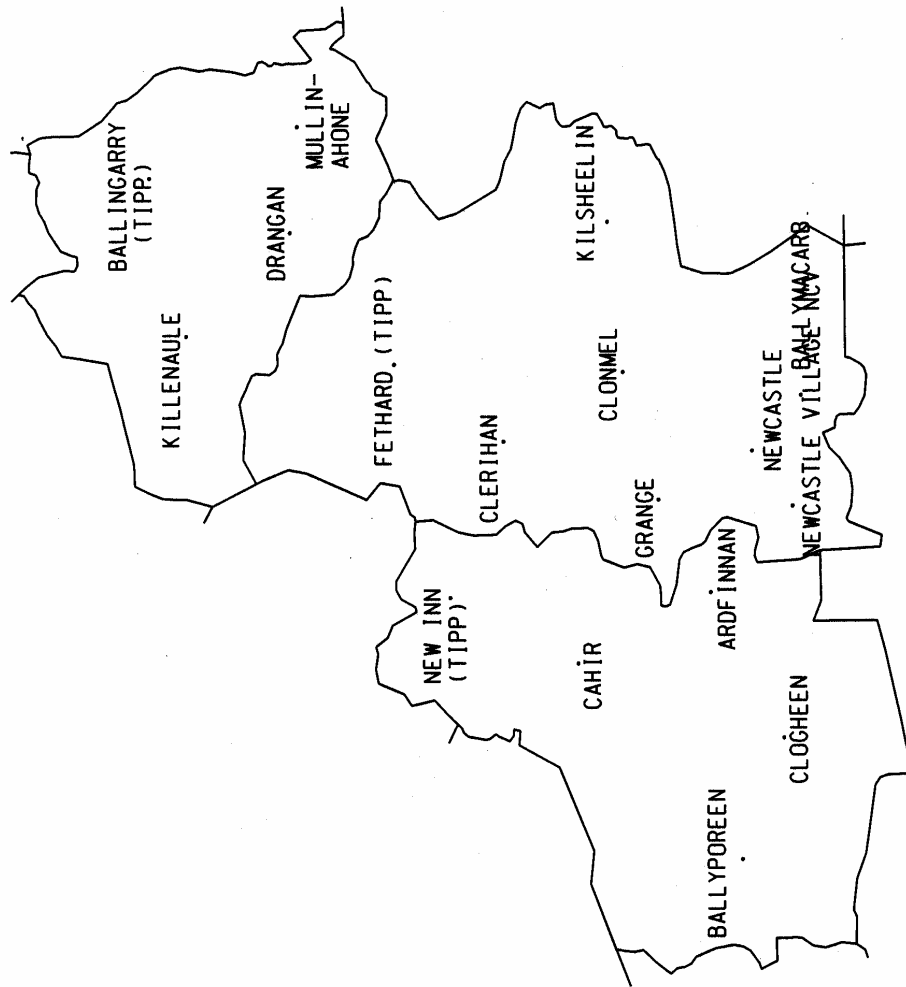 BALLINGARRY
(TIPP.)
MULLIN-
AHONE
DRANGAN
KILLENAULE
FETHARD (TIPP)
KILSHEELIN
CLERIHAN
CLONMEL
NEW INN
(TIPP)
GRANGE
CAHIR
ARDFINNAN
NEWCASTLE
BALLYMACARB
NEWCASTLE VILLAGE NCV
CLOGHEEN
BALLYPOREEN